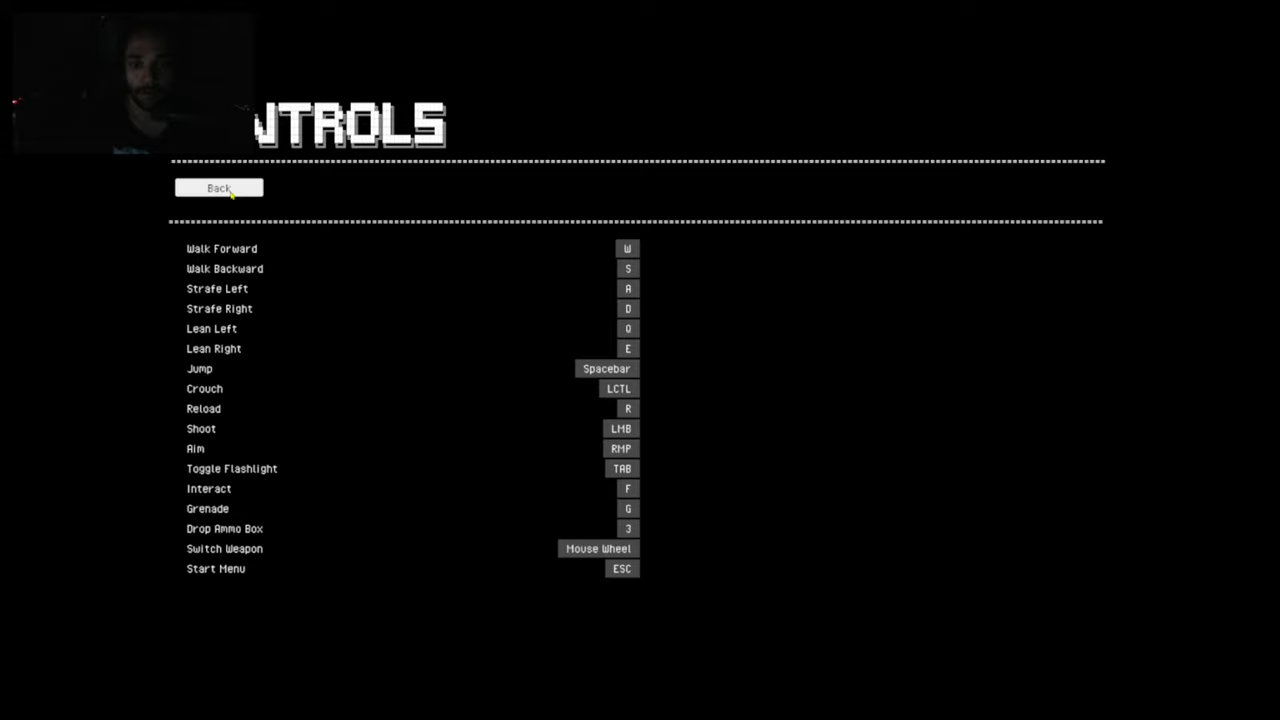 NTROLS
Back
Walk Forward W
Walk Backward S
Strafe Left A
Strafe Right D
Lean Left Q
Lean Right E
Jump Spacebar
Crouch LCTL
Reload R
Shoot LMB
Aim RMP
Toggle Flashlight TAB
Interact F
Grenade G
Drop Ammo Box 3
Switch Weapon Mouse Wheel
Start Menu ESC